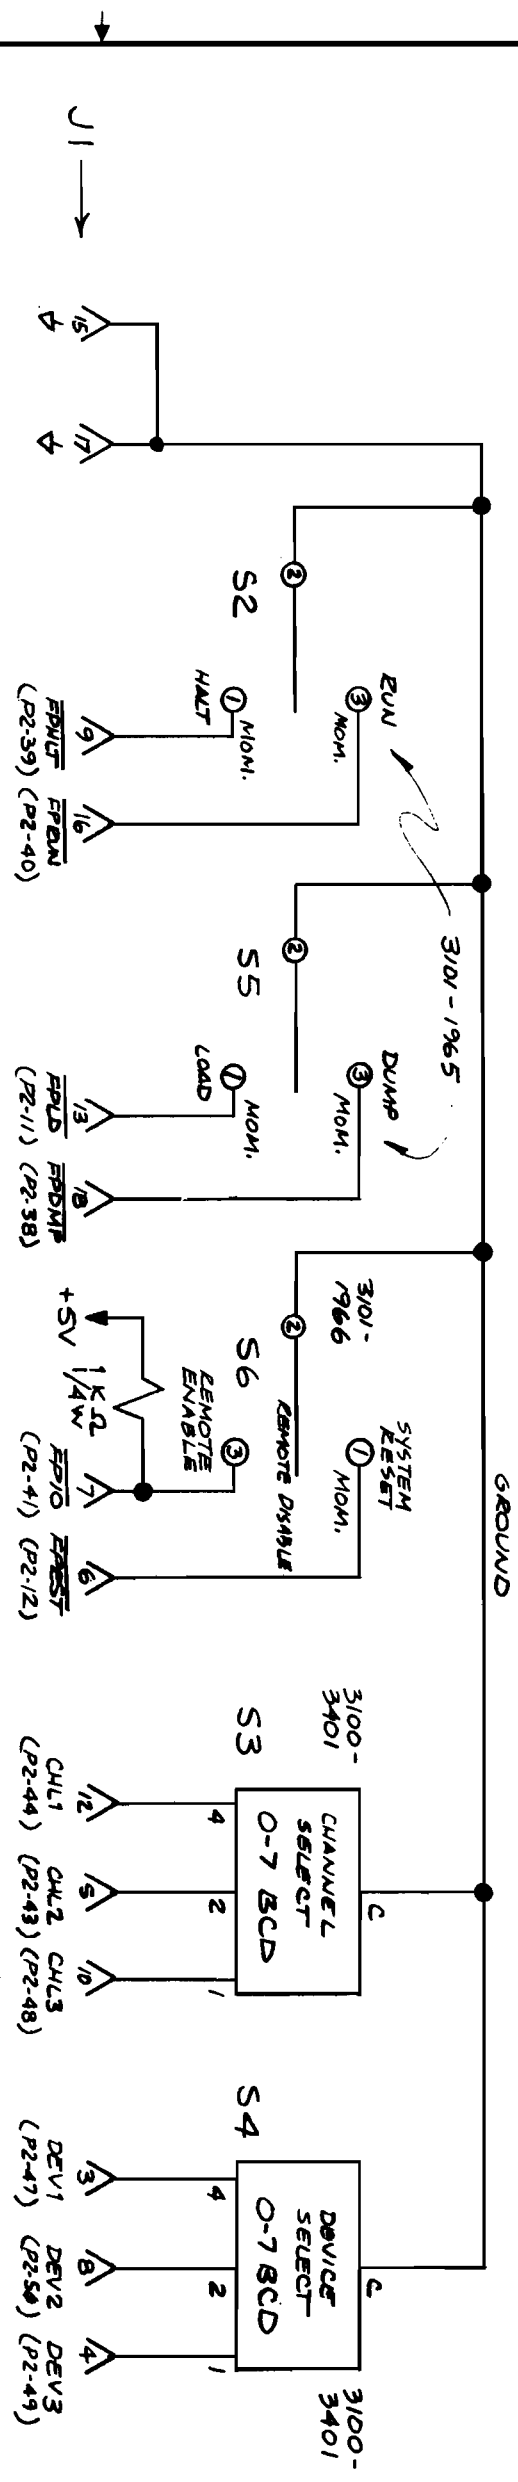 J1
15
17
GROUND
S2
2
3
RUN
MOM.
1
HALT
MOM.
9
FPHLT
(P2-39)
16
FPRUN
(P2-40)
3101-1965
S5
2
3
DUMP
MOM.
1
LOAD
MOM.
13
FPLD
(P2-11)
18
FPDMP
(P2-38)
3101-
1966
S6
2
REMOTE DISABLE
1
SYSTEM
RESET
MOM.
3
REMOTE
ENABLE
+5V
1KΩ
1/4W
7
FPIO
(P2-41)
6
FPRST
(P2-12)
3100-
3401
S3
CHANNEL
SELECT
0-7 BCD
C
4
2
1
12
CHL1
(P2-44)
5
CHL2
(P2-43)
10
CHL3
(P2-48)
S4
DEVICE
SELECT
0-7 BCD
C
4
2
1
3100-
3401
3
DEV1
(P2-47)
8
DEV2
(P2-50)
4
DEV3
(P2-49)